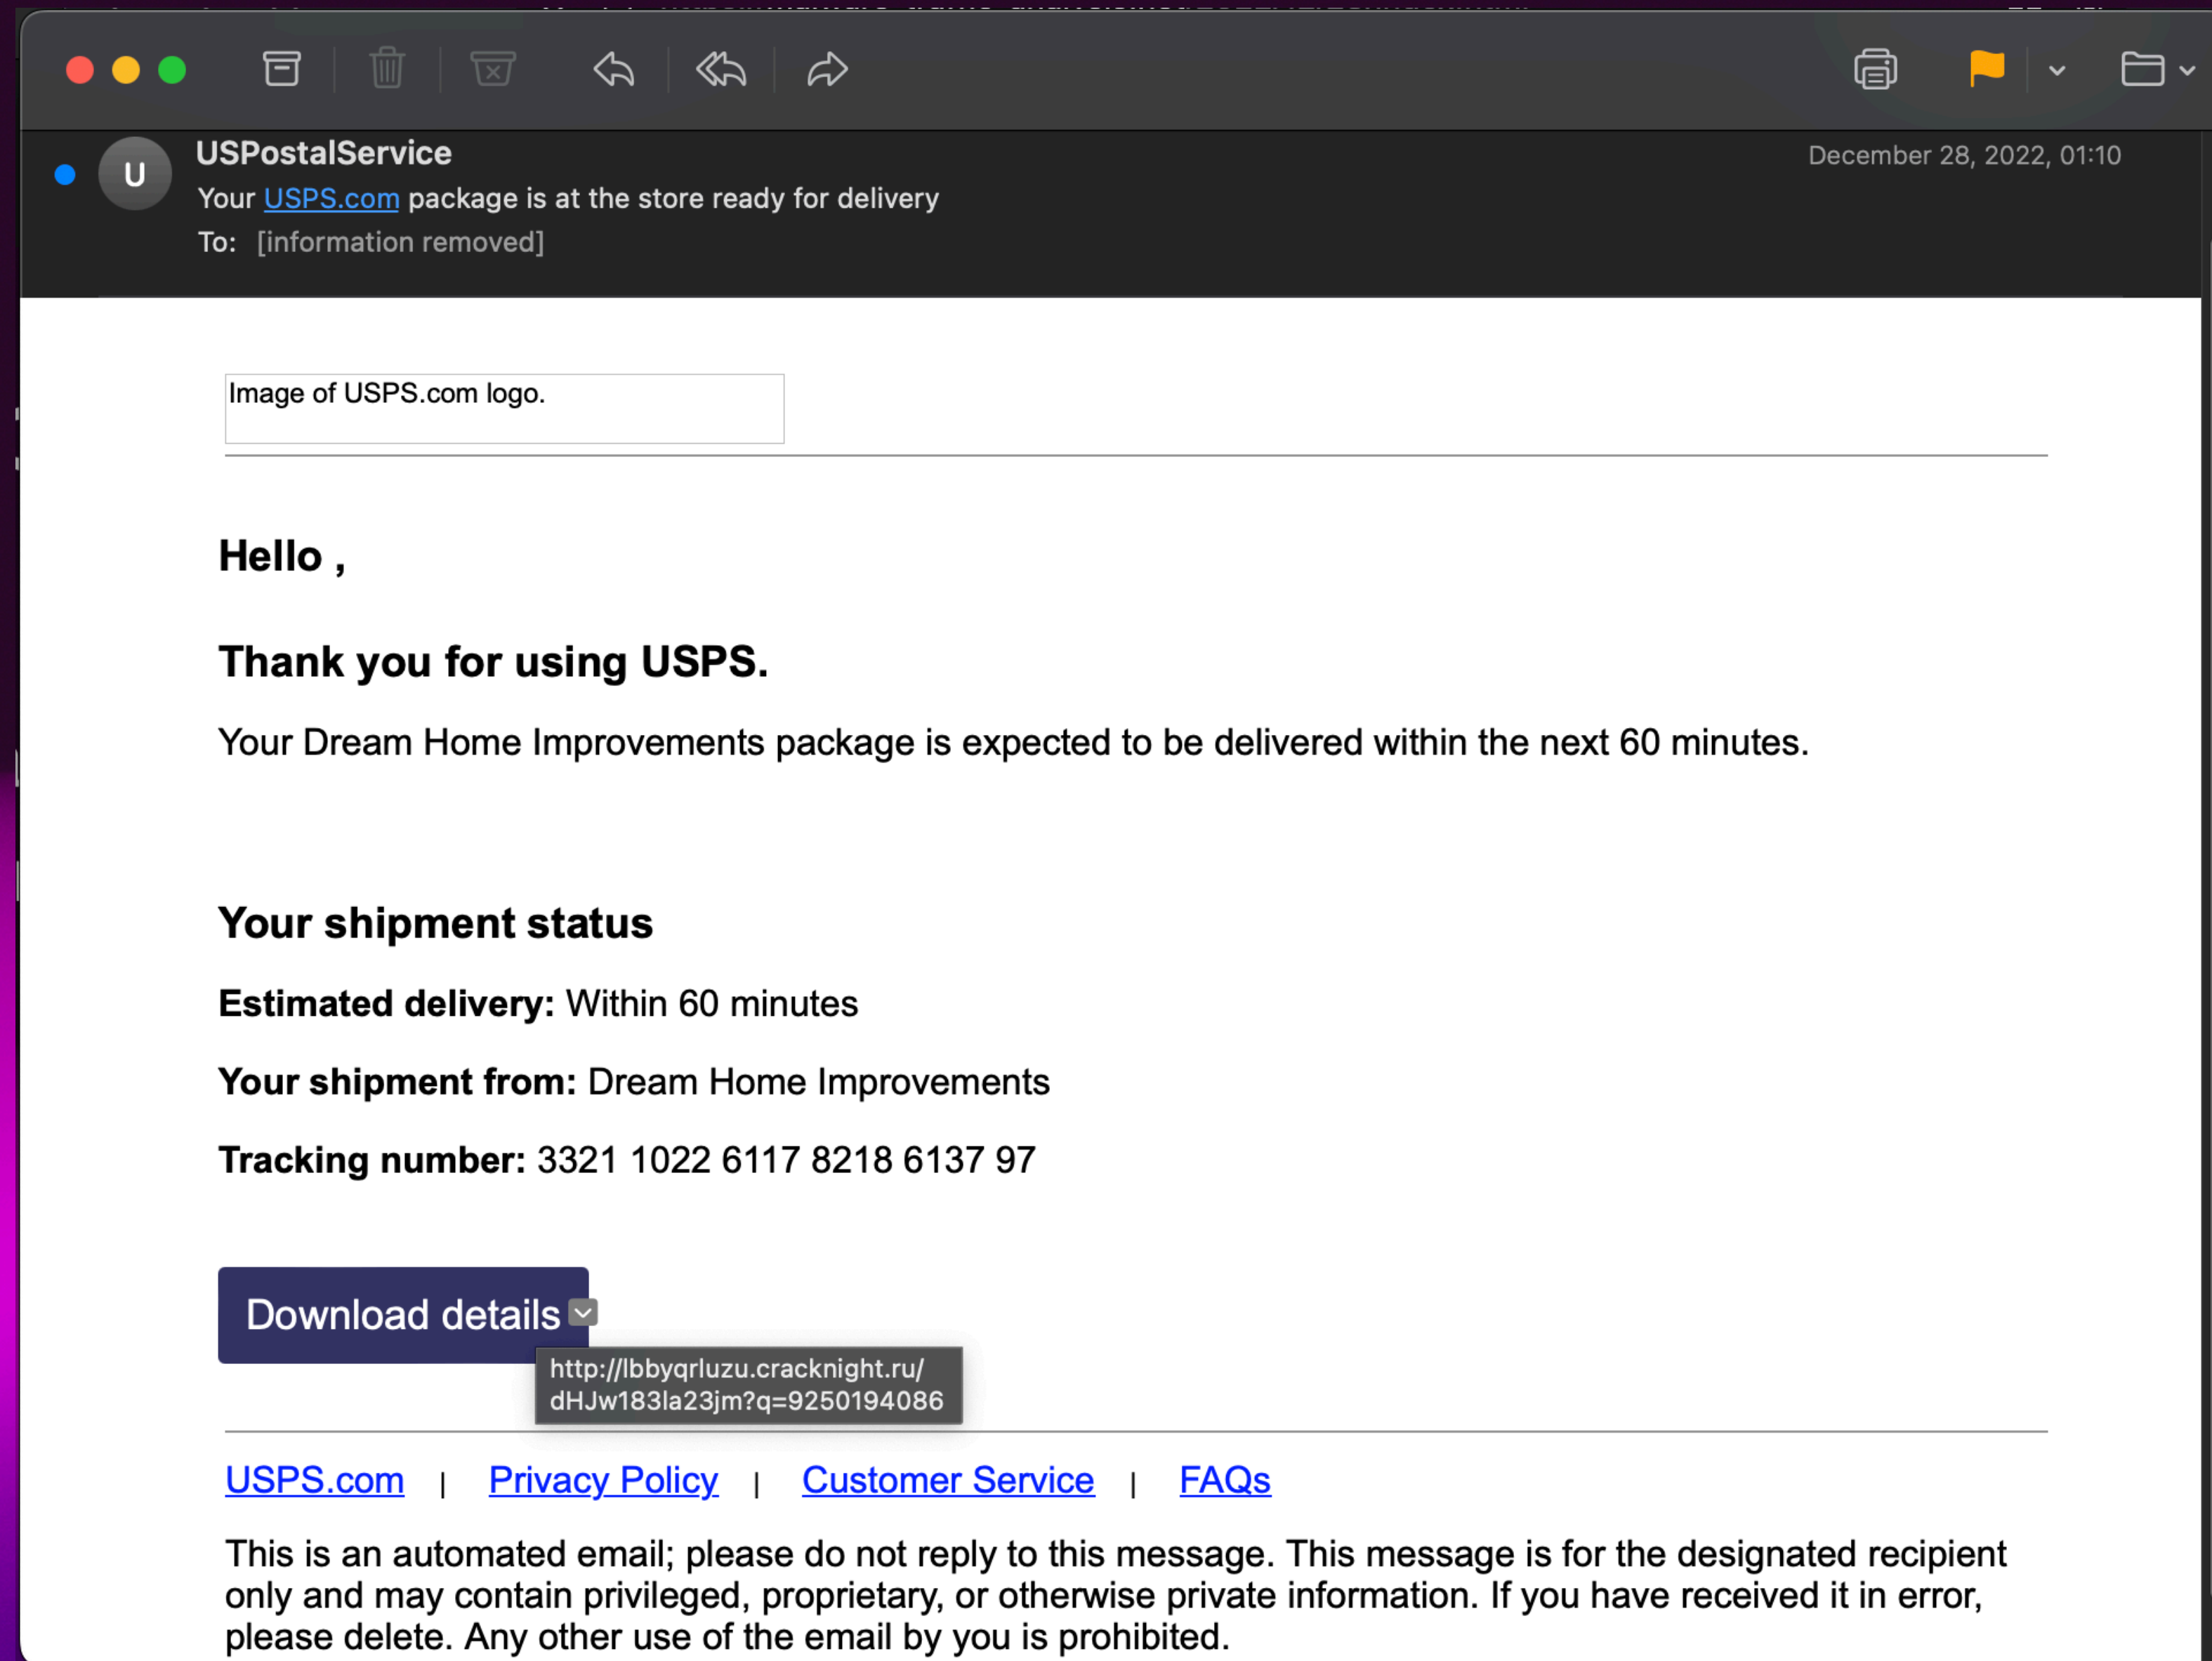 U
USPostalService
December 28, 2022, 01:10
Your USPS.com package is at the store ready for delivery
To: [information removed]
Image of USPS.com logo.
Hello ,
Thank you for using USPS.
Your Dream Home Improvements package is expected to be delivered within the next 60 minutes.
Your shipment status
Estimated delivery: Within 60 minutes
Your shipment from: Dream Home Improvements
Tracking number: 3321 1022 6117 8218 6137 97
Download details
http://lbbyqrluzu.cracknight.ru/
dHJw183la23jm?q=9250194086
USPS.com | Privacy Policy | Customer Service | FAQs
This is an automated email; please do not reply to this message. This message is for the designated recipient
only and may contain privileged, proprietary, or otherwise private information. If you have received it in error,
please delete. Any other use of the email by you is prohibited.